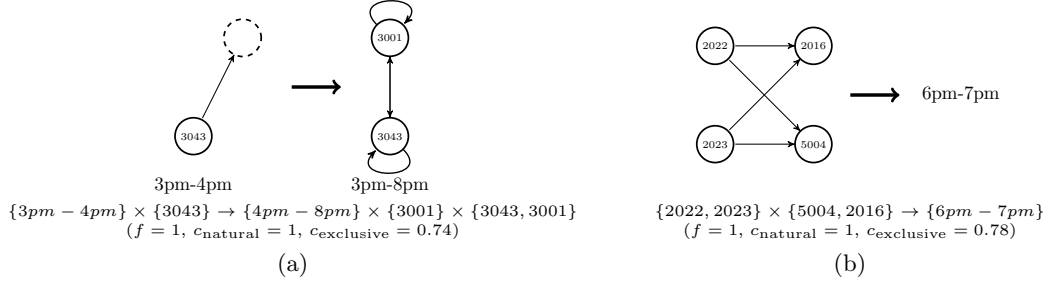 3001
2022
2016
6pm-7pm
3043
3043
2023
5004
3pm-4pm
3pm-8pm
{3pm − 4pm} × {3043} → {4pm − 8pm} × {3001} × {3043, 3001}
(f = 1, c_natural = 1, c_exclusive = 0.74)
(a)
{2022, 2023} × {5004, 2016} → {6pm − 7pm}
(f = 1, c_natural = 1, c_exclusive = 0.78)
(b)